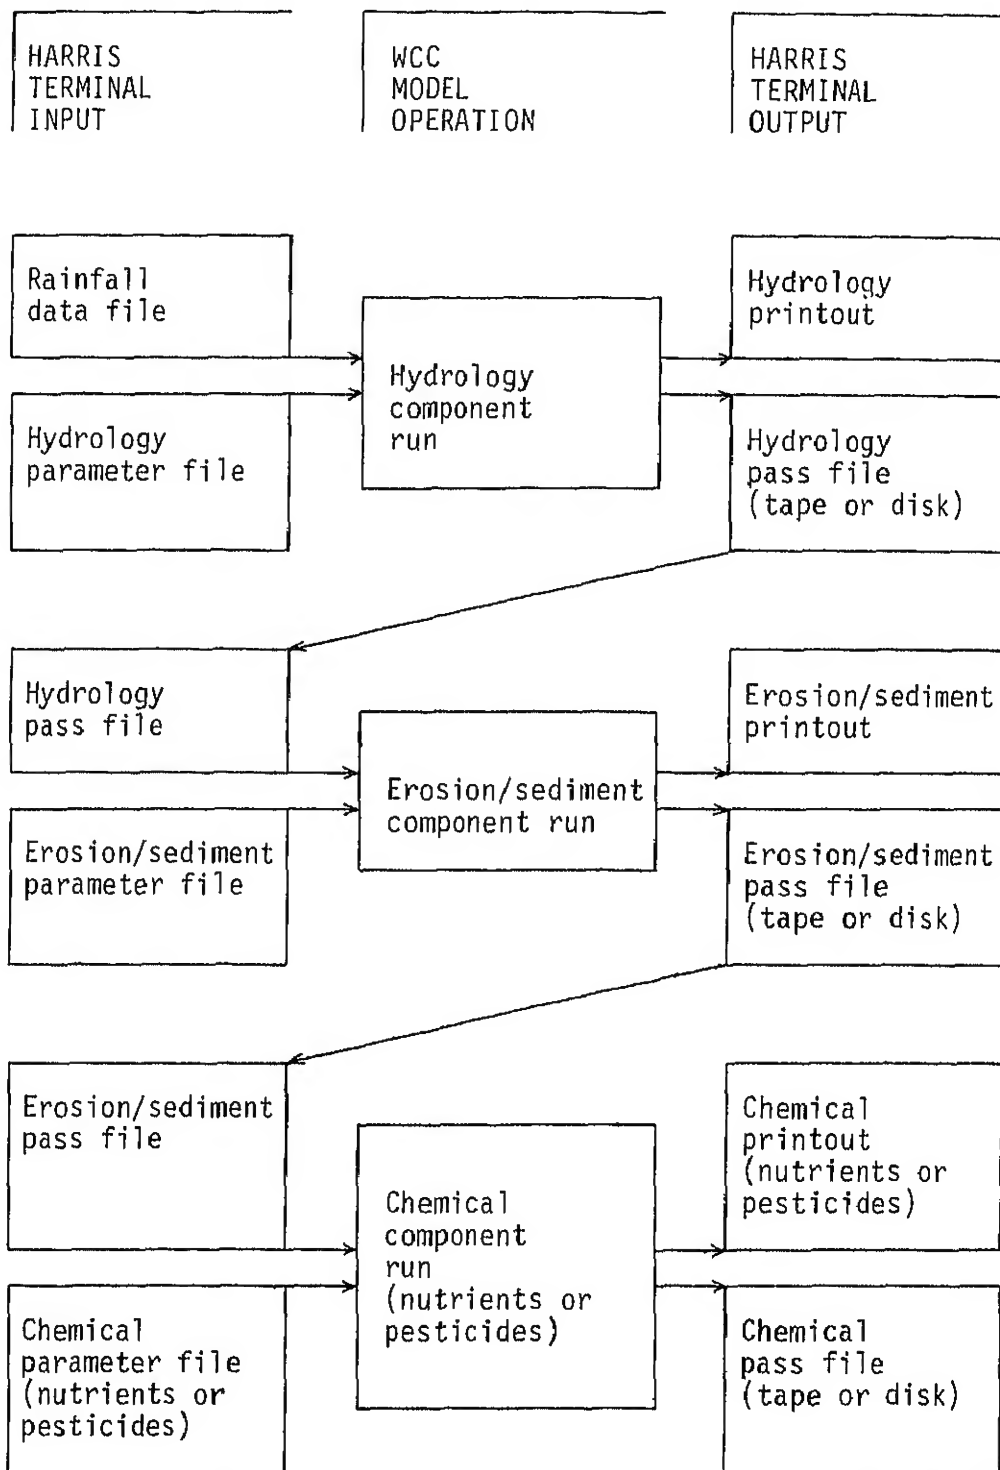 HARRIS
TERMINAL
INPUT
WCC
MODEL
OPERATION
HARRIS
TERMINAL
OUTPUT
Rainfall
data file
Hydrology
parameter file
Hydrology
component
run
Hydrology
printout
Hydrology
pass file
(tape or disk)
Hydrology
pass file
Erosion/sediment
parameter file
Erosion/sediment
component run
Erosion/sediment
printout
Erosion/sediment
pass file
(tape or disk)
Erosion/sediment
pass file
Chemical
parameter file
(nutrients or
pesticides)
Chemical
component
run
(nutrients or
pesticides)
Chemical
printout
(nutrients or
pesticides)
Chemical
pass file
(tape or disk)